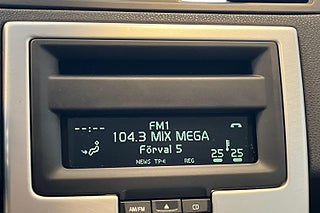 FM1
--:--
104.3 MIX MEGA
Förval 5
25 25
NEWS TP REG
AM/FM